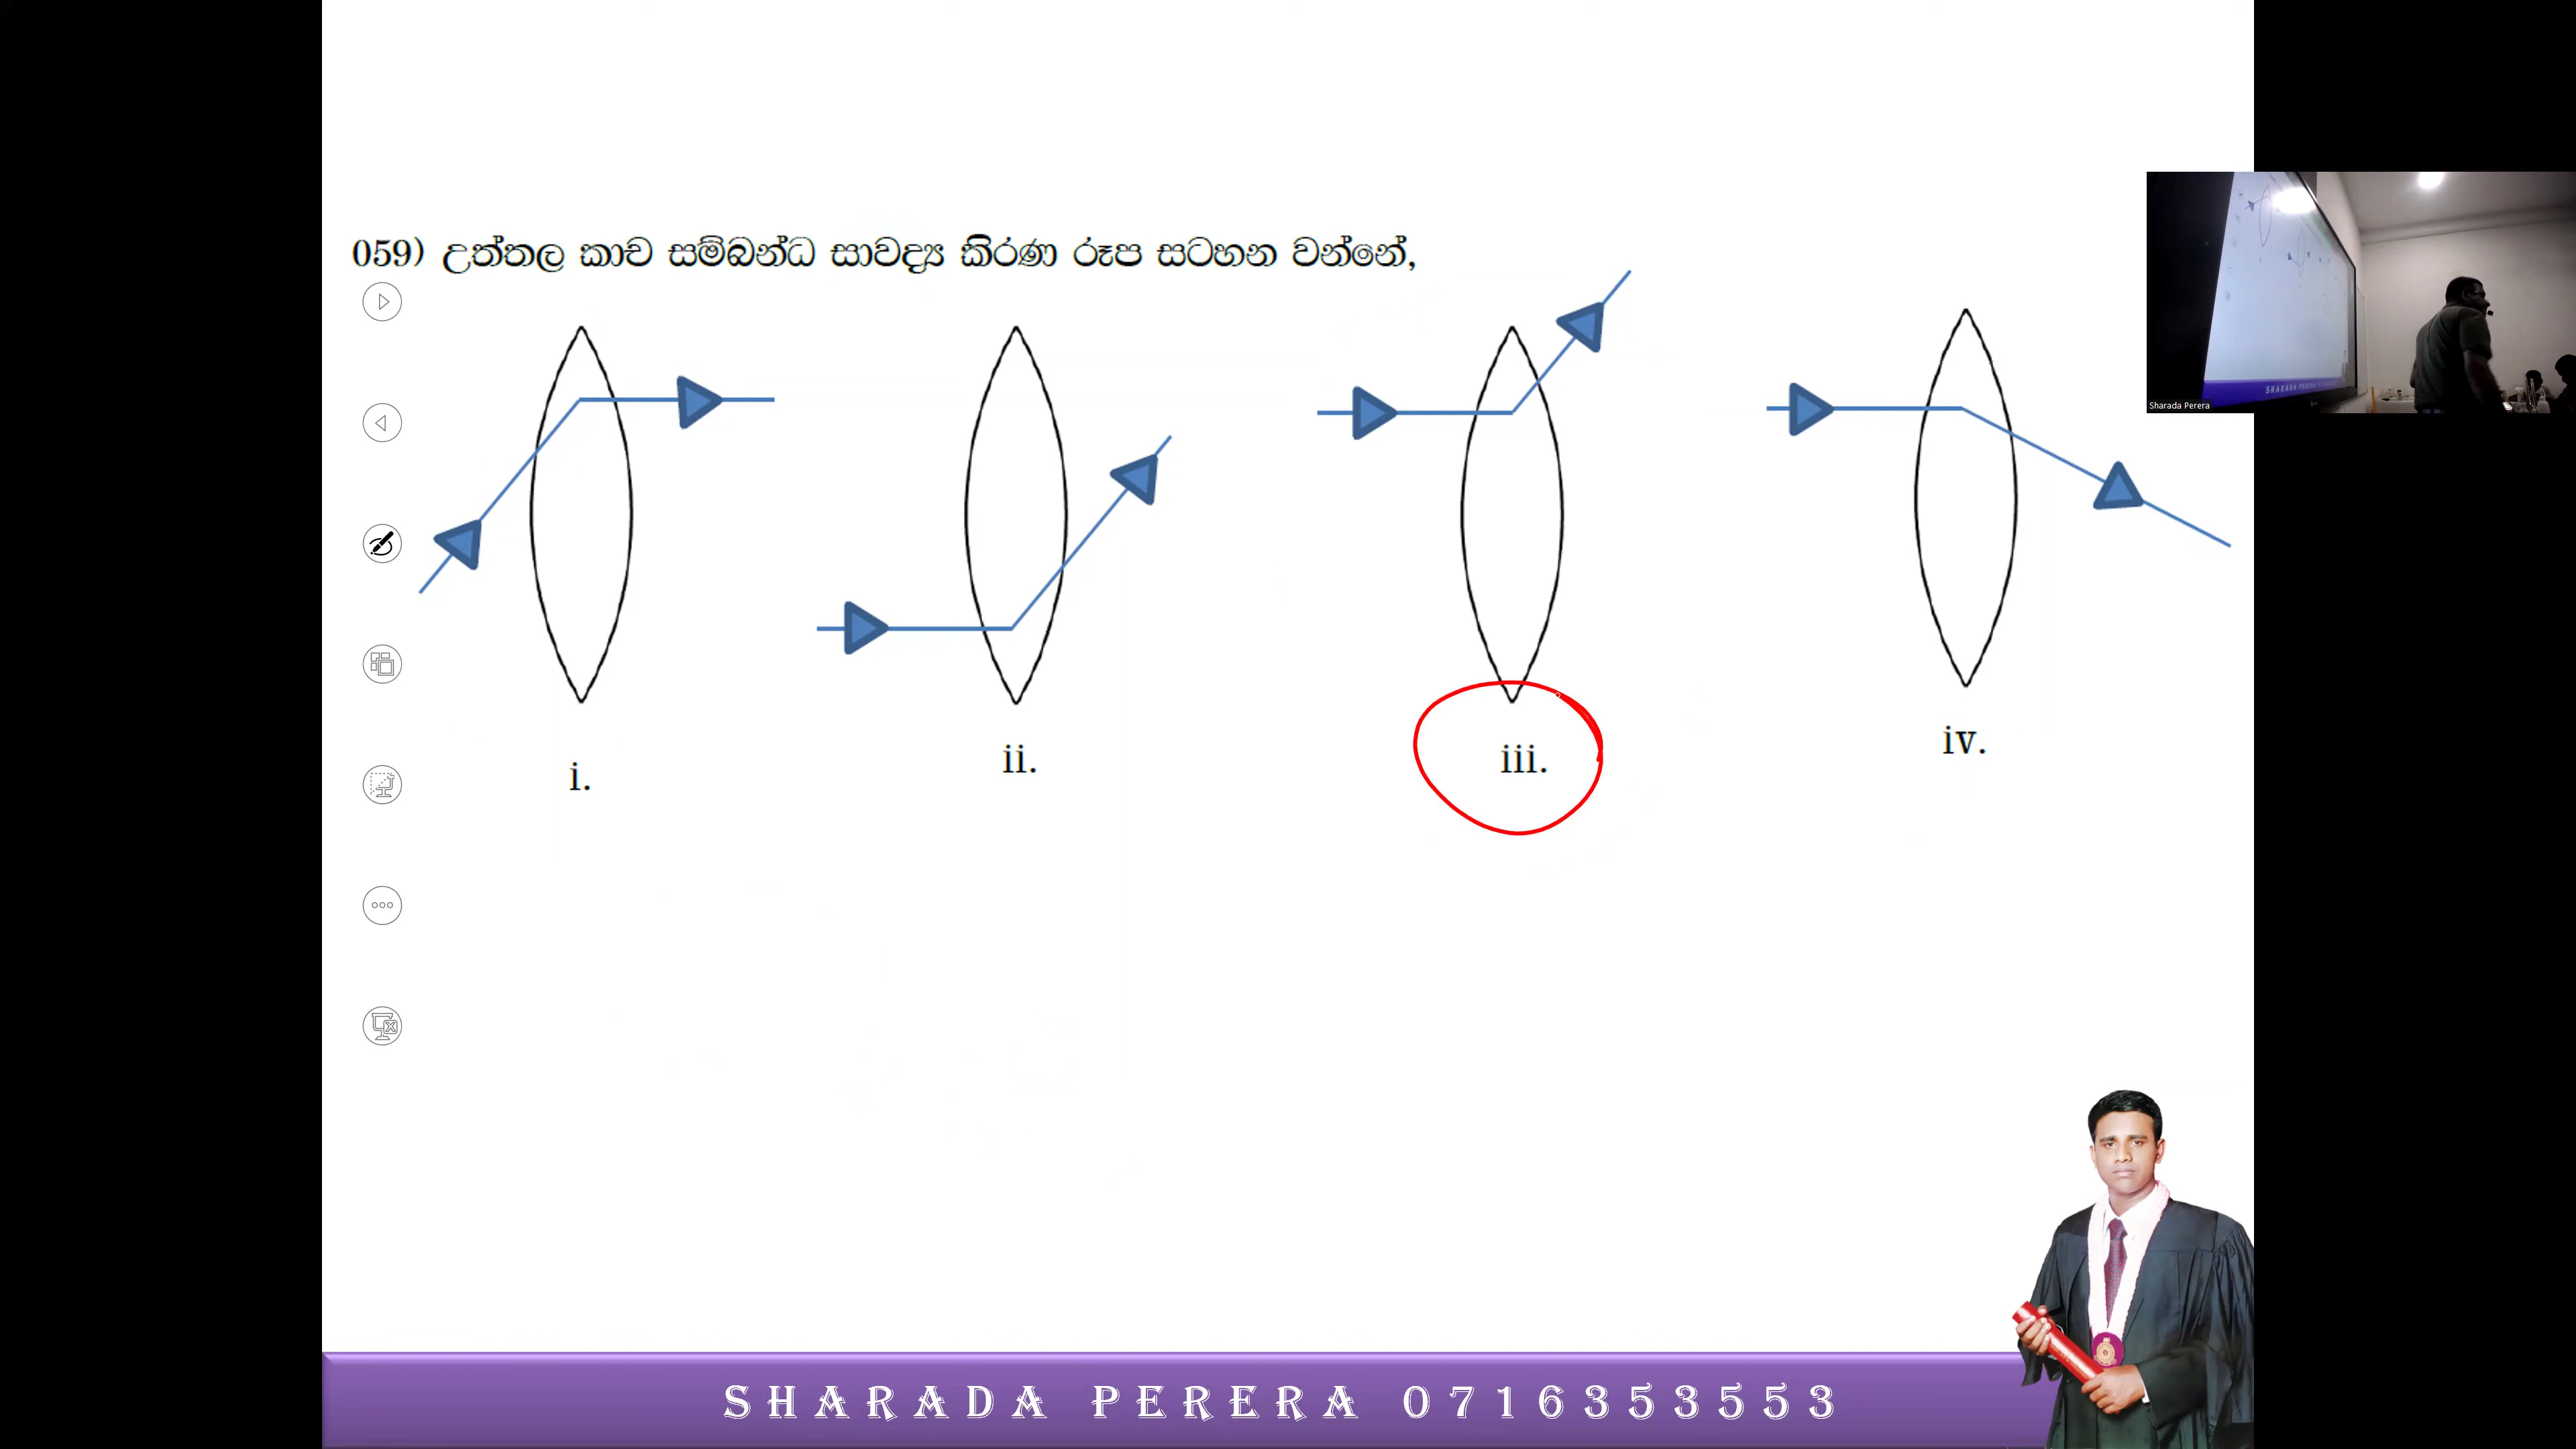 059) උත්තල කාච සම්බන්ධ සාවද්‍ය කිරණ රූප සටහන වන්නේ,
i.
ii.
iii.
iv.
Sharada Perera
SHARADA PERERA 0716353553